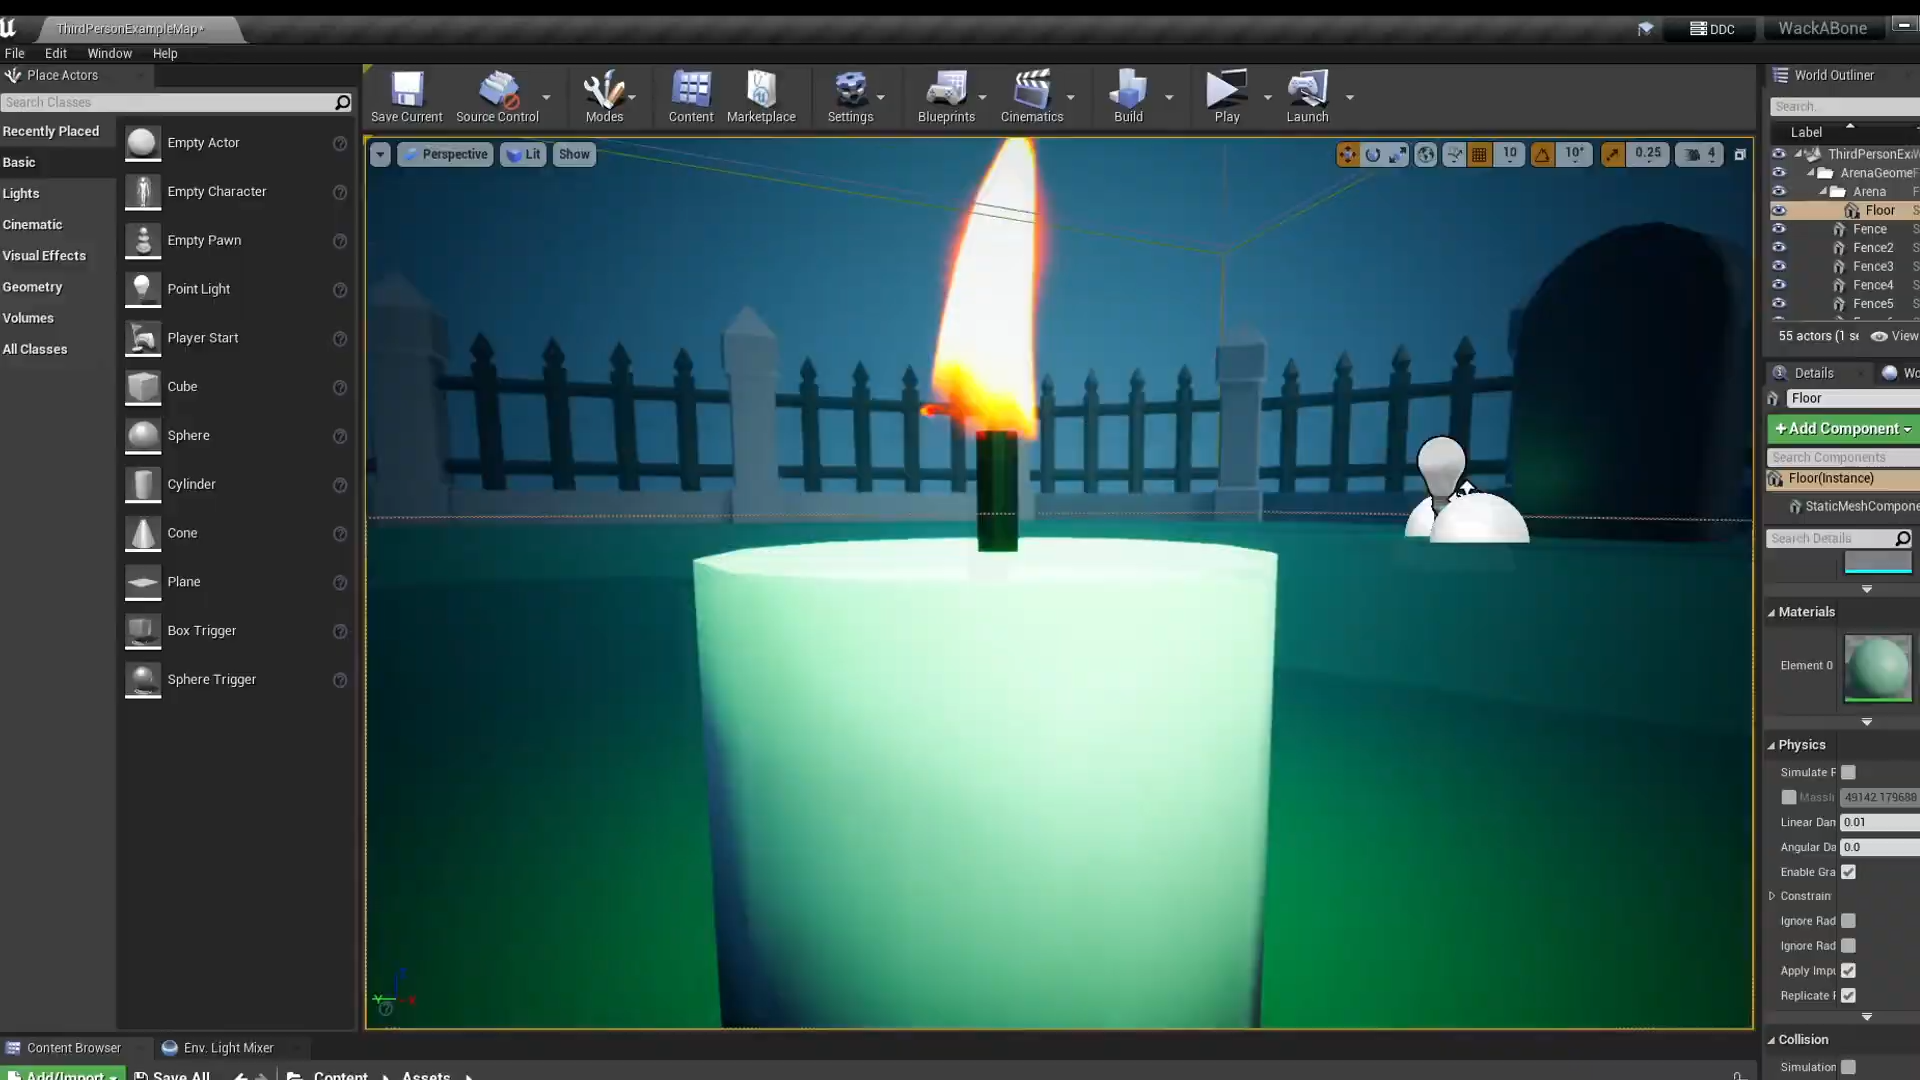 ThirdPersonExampleMap*
DDC
WackABone
File Edit Window Help
Place Actors
Search Classes
Recently Placed
Basic
Lights
Cinematic
Visual Effects
Geometry
Volumes
All Classes
Empty Actor
Empty Character
Empty Pawn
Point Light
Player Start
Cube
Sphere
Cylinder
Cone
Plane
Box Trigger
Sphere Trigger
Save Current
Source Control
Modes
Content
Marketplace
Settings
Blueprints
Cinematics
Build
Play
Launch
Perspective
Lit
Show
10
10°
0.25
4
World Outliner
Search...
Label
ThirdPersonEx
ArenaGeome
Arena
Floor
Fence
Fence2
Fence3
Fence4
Fence5
55 actors (1 se
View
Details
Wo
Floor
+Add Component
Search Components
Floor(Instance)
StaticMeshCompone
Search Details
Materials
Element 0
Physics
Simulate P
MassIn 49142.179688
Linear Dam 0.01
Angular Da 0.0
Enable Gra
Constrain
Ignore Rad
Ignore Rad
Apply Impu
Replicate P
Collision
Simulation
Content Browser
Env. Light Mixer
Add/Import
Save All
Content
Assets